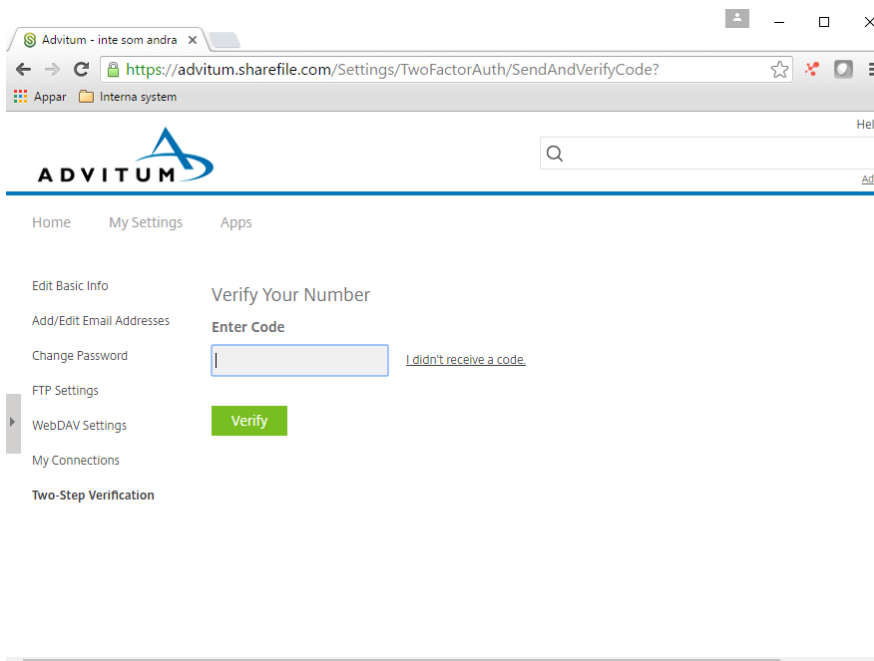 Advitum - inte som andra
https://advitum.sharefile.com/Settings/TwoFactorAuth/SendAndVerifyCode?
Appar Interna system
Hel
ADVITUM
Ad
Home My Settings Apps
Edit Basic Info
Add/Edit Email Addresses
Change Password
FTP Settings
WebDAV Settings
My Connections
Two-Step Verification
Verify Your Number
Enter Code
I didn't receive a code.
Verify